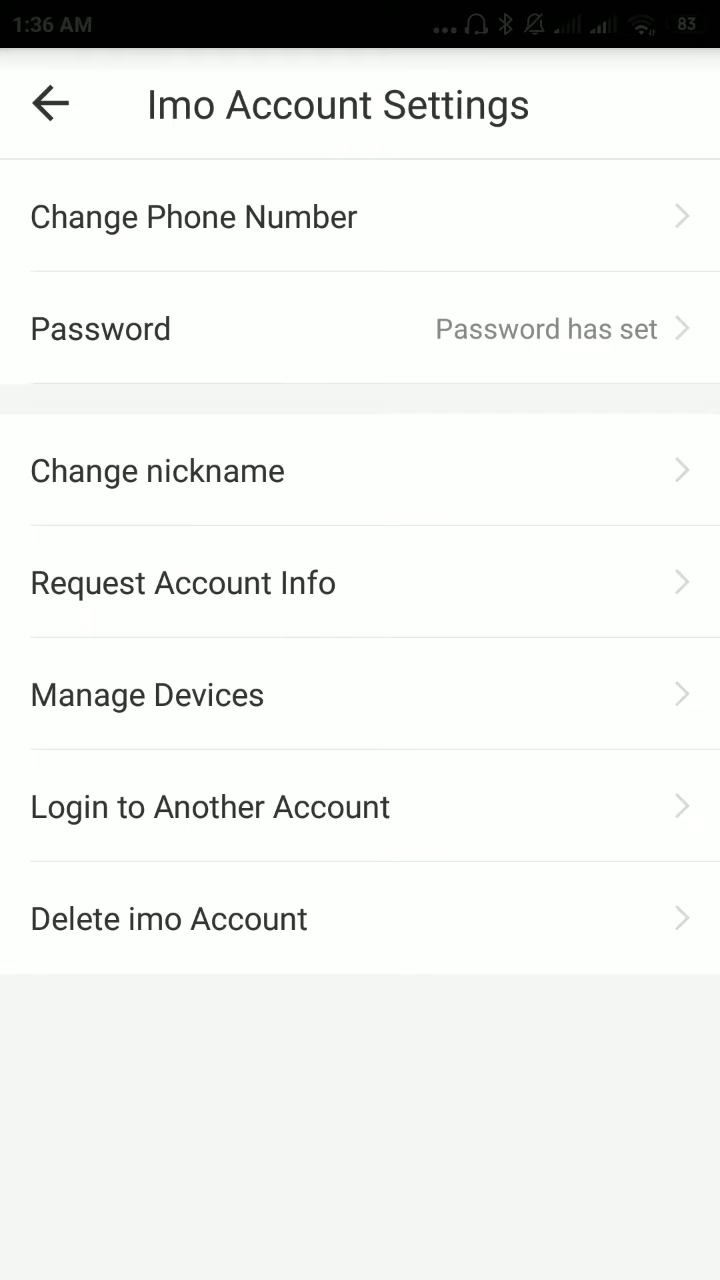 1:36 AM
83
Imo Account Settings
Change Phone Number
Password
Password has set
Change nickname
Request Account Info
Manage Devices
Login to Another Account
Delete imo Account